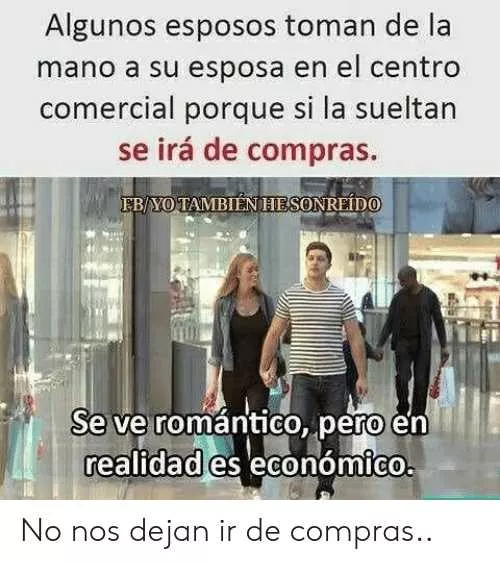 Algunos esposos toman de la
mano a su esposa en el centro
comercial porque si la sueltan
se irá de compras.
FB/YO TAMBIÉN HE SONREÍDO
Se ve romántico, pero en
realidad es económico.
No nos dejan ir de compras..